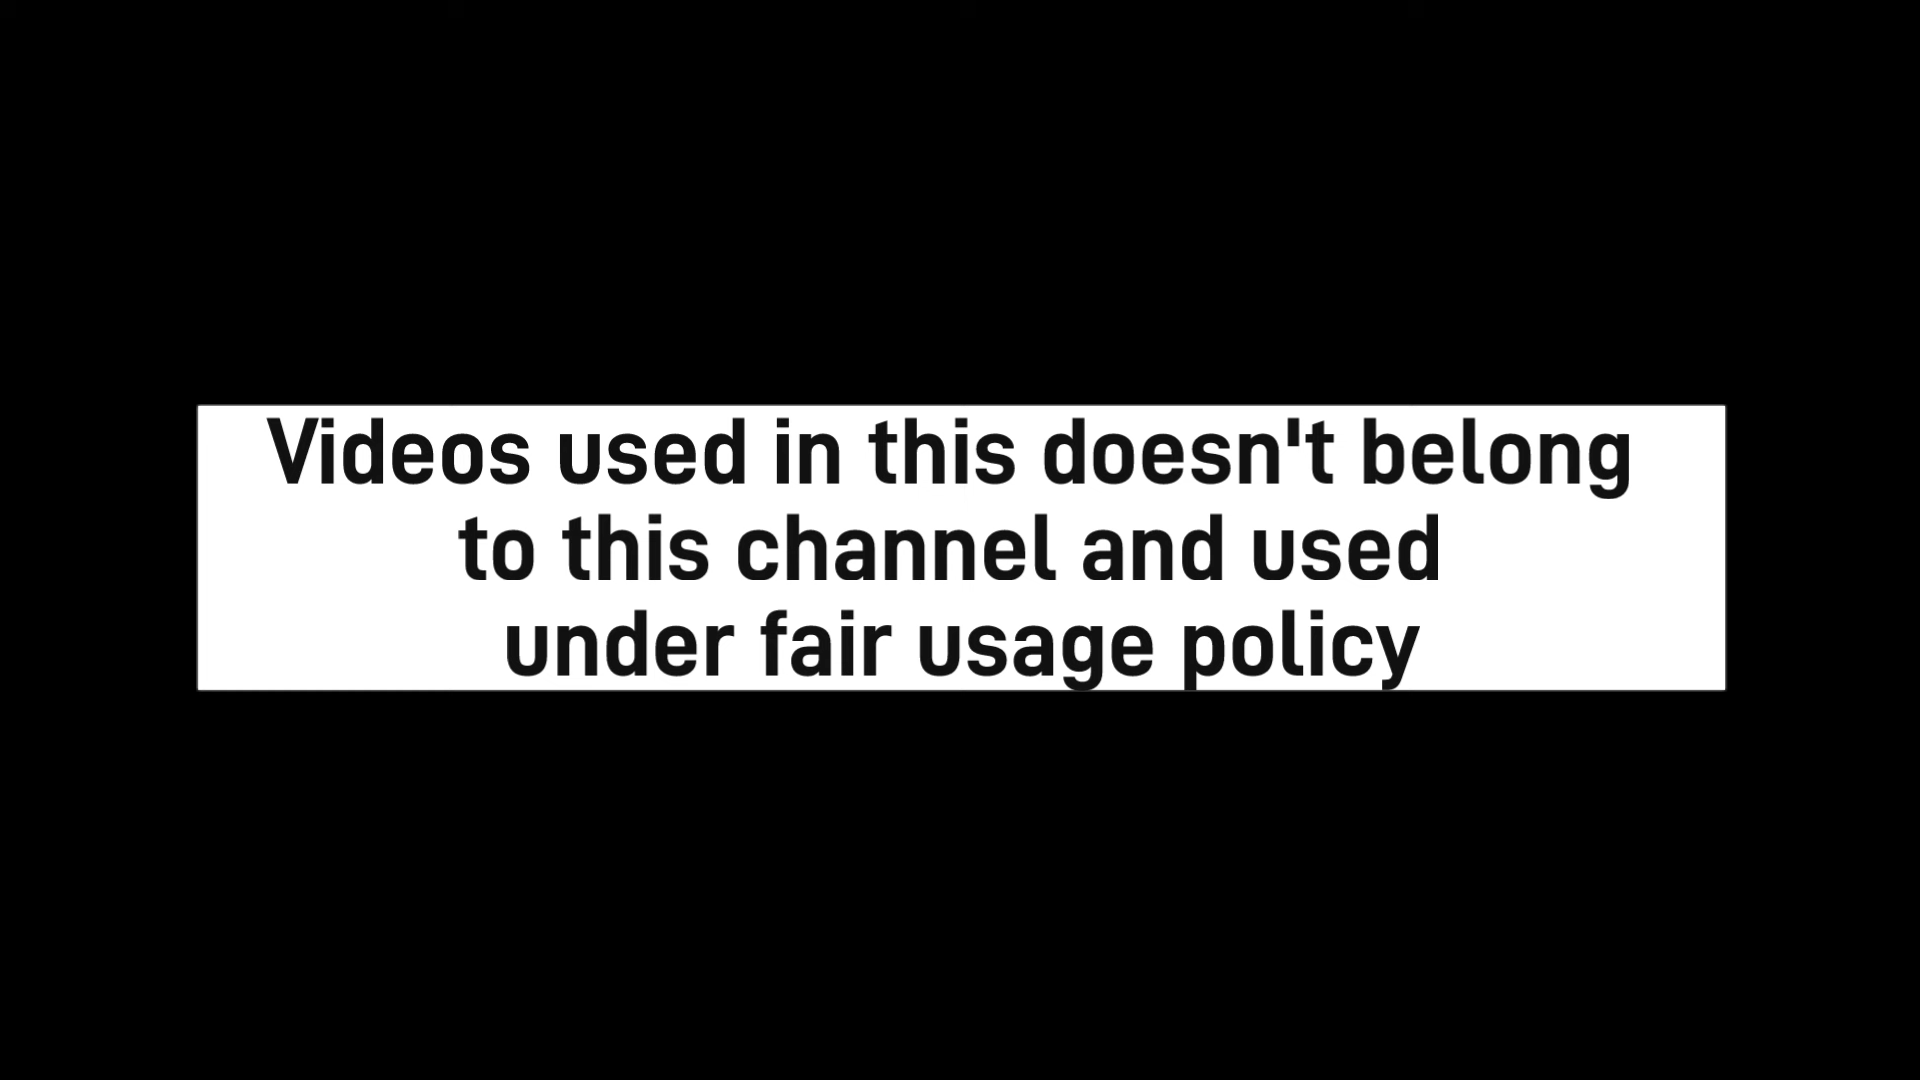 Videos used in this doesn't belong
to this channel and used
under fair usage policy